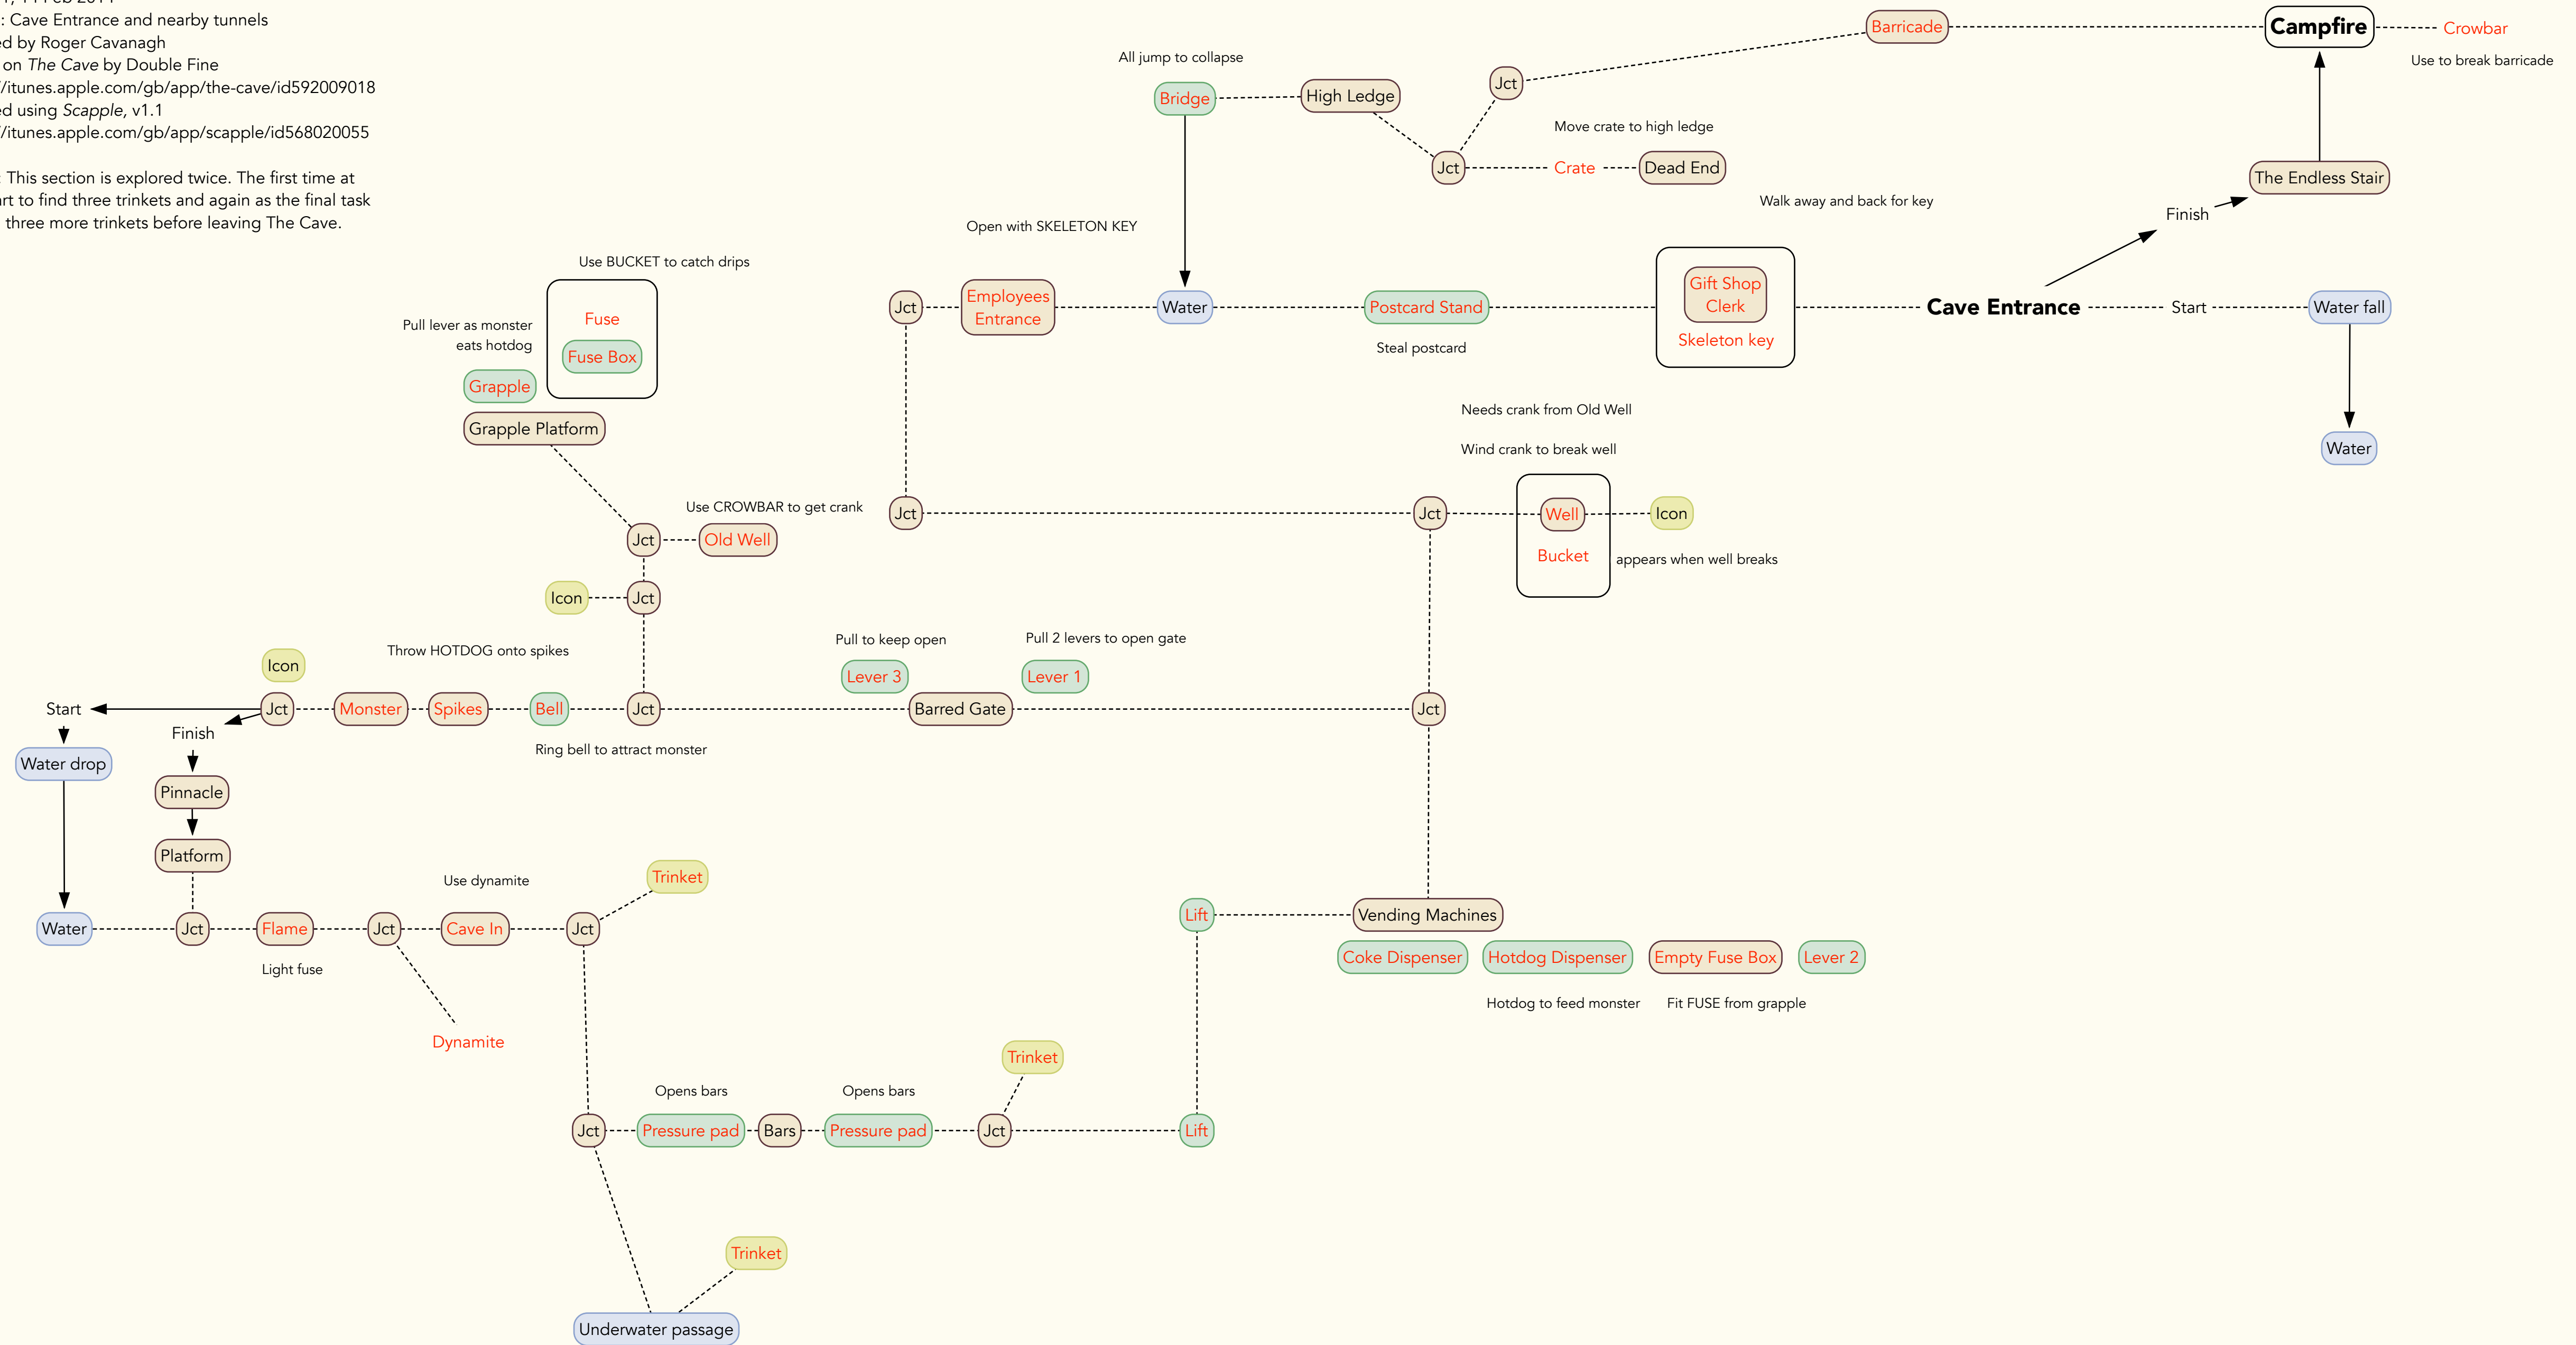 : Cave Entrance and nearby tunnels
ed by Roger Cavanagh
on The Cave by Double Fine
/itunes.apple.com/gb/app/the-cave/id592009018
ed using Scapple, v1.1
/itunes.apple.com/gb/app/scapple/id568020055
: This section is explored twice. The first time at
art to find three trinkets and again as the final task
three more trinkets before leaving The Cave.
Barricade
Campfire
Crowbar
Use to break barricade
All jump to collapse
Bridge
High Ledge
Jct
Move crate to high ledge
Jct
Crate
Dead End
The Endless Stair
Walk away and back for key
Finish
Open with SKELETON KEY
Jct
Employees
Entrance
Water
Postcard Stand
Steal postcard
Gift Shop
Clerk
Skeleton key
Cave Entrance
Start
Water fall
Water
Use BUCKET to catch drips
Fuse
Fuse Box
Pull lever as monster
eats hotdog
Grapple
Grapple Platform
Needs crank from Old Well
Wind crank to break well
Use CROWBAR to get crank
Jct
Old Well
Jct
Jct
Well
Icon
Bucket
appears when well breaks
Icon
Jct
Pull to keep open
Pull 2 levers to open gate
Throw HOTDOG onto spikes
Icon
Lever 3
Lever 1
Start
Jct
Monster
Spikes
Bell
Jct
Barred Gate
Jct
Finish
Ring bell to attract monster
Water drop
Pinnacle
Platform
Use dynamite
Trinket
Water
Jct
Flame
Jct
Cave In
Jct
Light fuse
Dynamite
Lift
Vending Machines
Coke Dispenser
Hotdog Dispenser
Empty Fuse Box
Lever 2
Hotdog to feed monster
Fit FUSE from grapple
Trinket
Opens bars
Opens bars
Jct
Pressure pad
Bars
Pressure pad
Jct
Lift
Trinket
Underwater passage